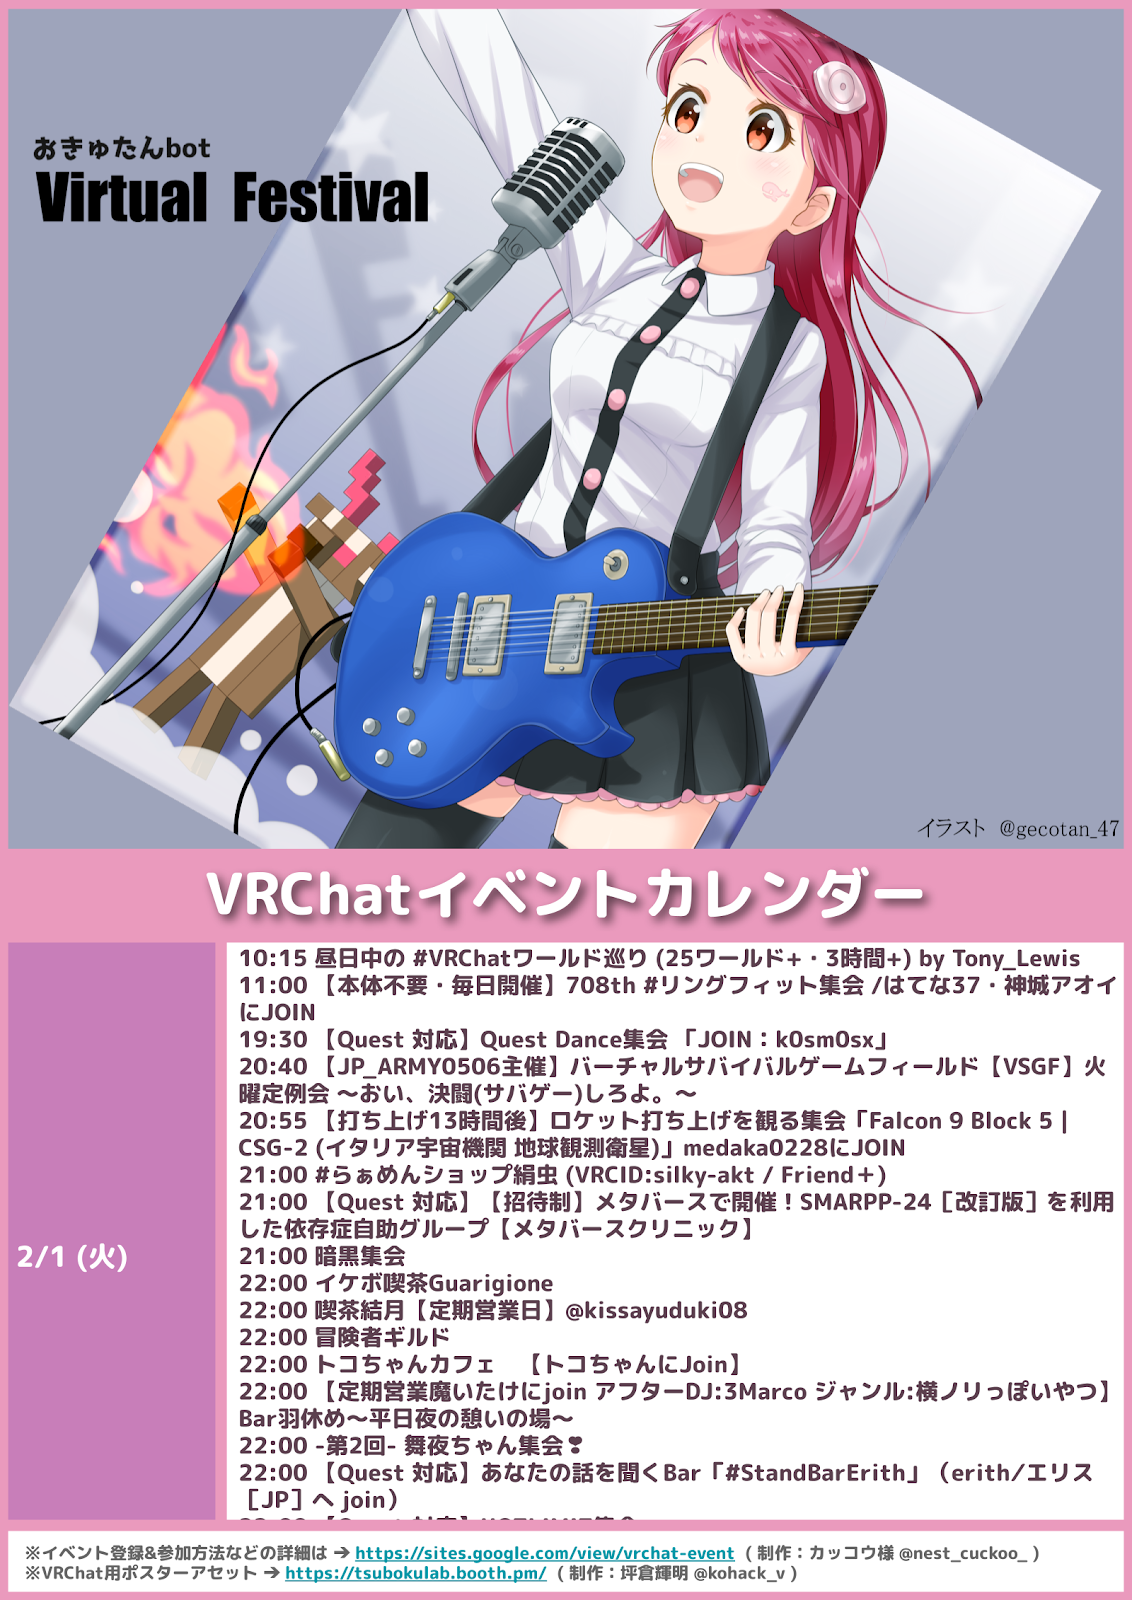 おきゅたんbot
Virtual Festival
イラスト @gecotan_47
VRChatイベントカレンダー
2/1 (火)
10:15 昼日中の #VRChatワールド巡り (25ワールド+・3時間+) by Tony_Lewis
11:00 【本体不要・毎日開催】708th #リングフィット集会 /はてな37・神城アオイ
にJOIN
19:30 【Quest 対応】Quest Dance集会 「JOIN：k0sm0sx」
20:40 【JP_ARMY0506主催】バーチャルサバイバルゲームフィールド【VSGF】火
曜定例会 ～おい、決闘(サバゲー)しろよ。～
20:55 【打ち上げ13時間後】ロケット打ち上げを観る集会「Falcon 9 Block 5 |
CSG-2 (イタリア宇宙機関 地球観測衛星)」medaka0228にJOIN
21:00 #らぁめんショップ絹虫 (VRCID:silky-akt / Friend＋)
21:00 【Quest 対応】【招待制】メタバースで開催！SMARPP-24［改訂版］を利用
した依存症自助グループ【メタバースクリニック】
21:00 暗黒集会
22:00 イケボ喫茶Guarigione
22:00 喫茶結月【定期営業日】@kissayuduki08
22:00 冒険者ギルド
22:00 トコちゃんカフェ　【トコちゃんにJoin】
22:00 【定期営業魔いたけにjoin アフターDJ:3Marco ジャンル:横ノリっぽいやつ】
Bar羽休め～平日夜の憩いの場～
22:00 -第2回- 舞夜ちゃん集会❣
22:00 【Quest 対応】あなたの話を聞くBar「#StandBarErith」（erith/エリス
［JP］へ join）
※イベント登録&参加方法などの詳細は → https://sites.google.com/view/vrchat-event ( 制作：カッコウ様 @nest_cuckoo_ )
※VRChat用ポスターアセット → https://tsubokulab.booth.pm/ ( 制作：坪倉輝明 @kohack_v )